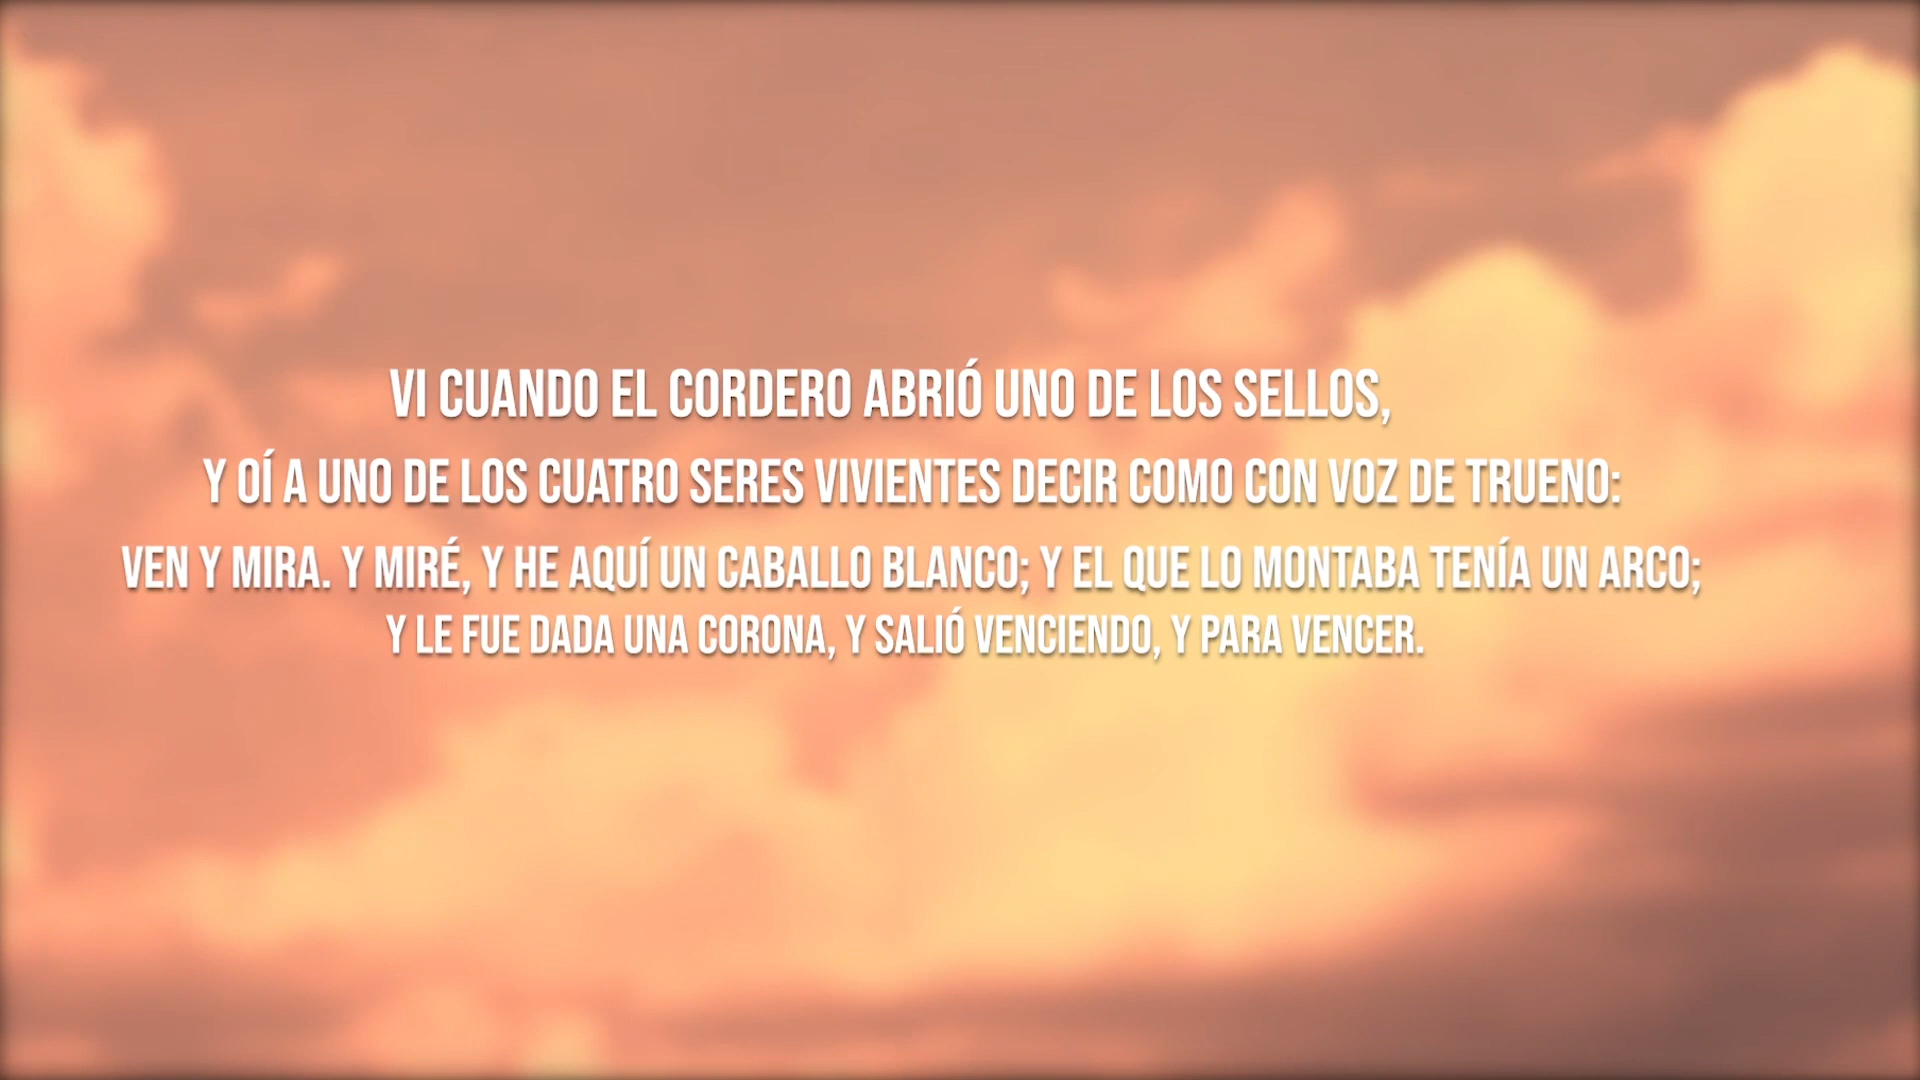 VI CUANDO EL CORDERO ABRIÓ UNO DE LOS SELLOS,
Y OÍ A UNO DE LOS CUATRO SERES VIVIENTES DECIR COMO CON VOZ DE TRUENO:
VEN Y MIRA. Y MIRÉ, Y HE AQUÍ UN CABALLO BLANCO; Y EL QUE LO MONTABA TENÍA UN ARCO;
Y LE FUE DADA UNA CORONA, Y SALIÓ VENCIENDO, Y PARA VENCER.